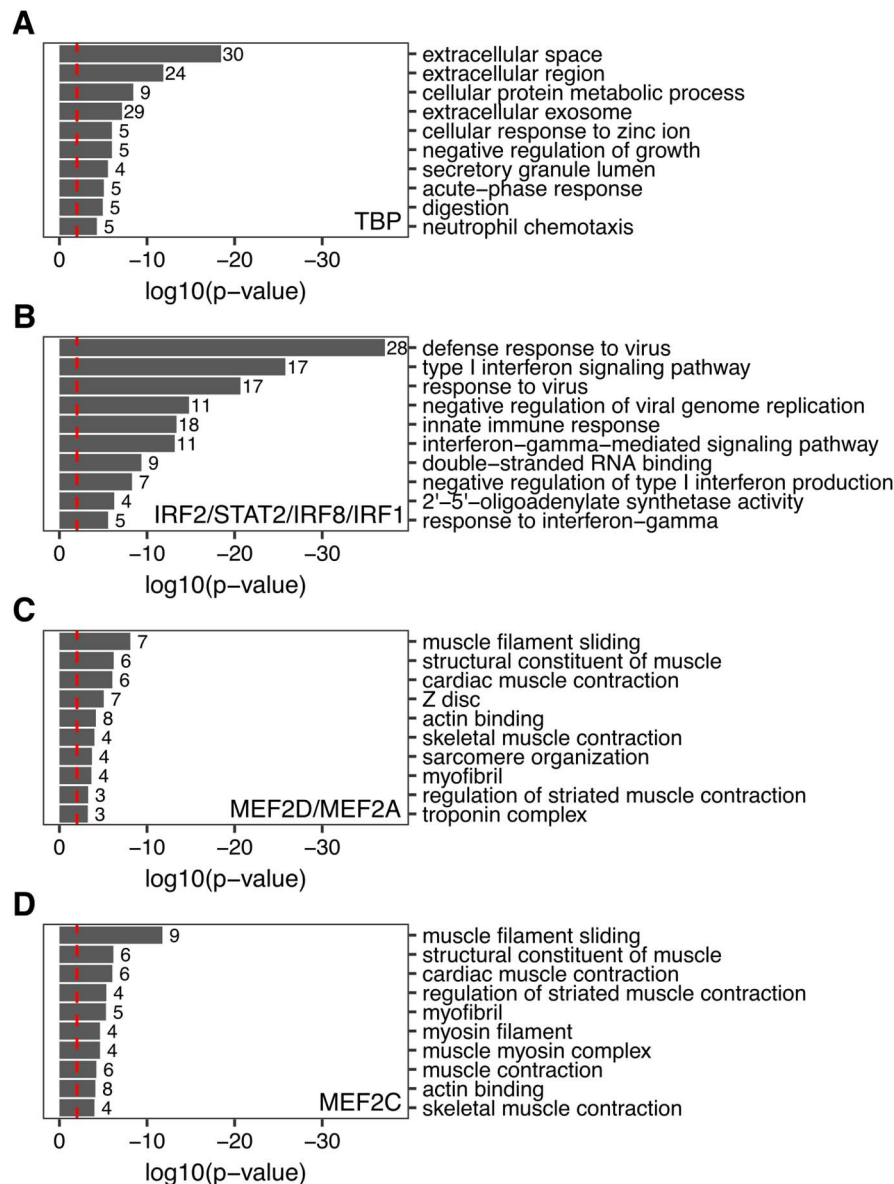 A
30 extracellular space
24 extracellular region
9 cellular protein metabolic process
29 extracellular exosome
5 cellular response to zinc ion
5 negative regulation of growth
4 secretory granule lumen
5 acute−phase response
5 digestion
5 TBP neutrophil chemotaxis
0 −10 −20 −30
log10(p−value)
B
28 defense response to virus
17 type I interferon signaling pathway
17 response to virus
11 negative regulation of viral genome replication
18 innate immune response
11 interferon−gamma−mediated signaling pathway
9 double−stranded RNA binding
7 negative regulation of type I interferon production
4 2'−5'−oligoadenylate synthetase activity
5 IRF2/STAT2/IRF8/IRF1 response to interferon−gamma
0 −10 −20 −30
log10(p−value)
C
7 muscle filament sliding
6 structural constituent of muscle
6 cardiac muscle contraction
7 Z disc
8 actin binding
4 skeletal muscle contraction
4 sarcomere organization
4 myofibril
3 regulation of striated muscle contraction
3 MEF2D/MEF2A troponin complex
0 −10 −20 −30
log10(p−value)
D
9 muscle filament sliding
6 structural constituent of muscle
6 cardiac muscle contraction
4 regulation of striated muscle contraction
5 myofibril
4 myosin filament
4 muscle myosin complex
6 muscle contraction
8 actin binding
4 MEF2C skeletal muscle contraction
0 −10 −20 −30
log10(p−value)